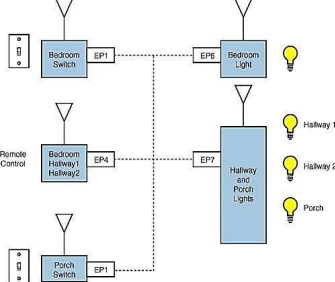 Bedroom
Switch
EP1
EP6
Bedroom
Light
Remote
Control
Bedroom
Halway1
Hallway2
EP4
EP7
Hallway
and
Porch
Lights
Hallway 1
Hallway 2
Porch
Porch
Switch
EP1